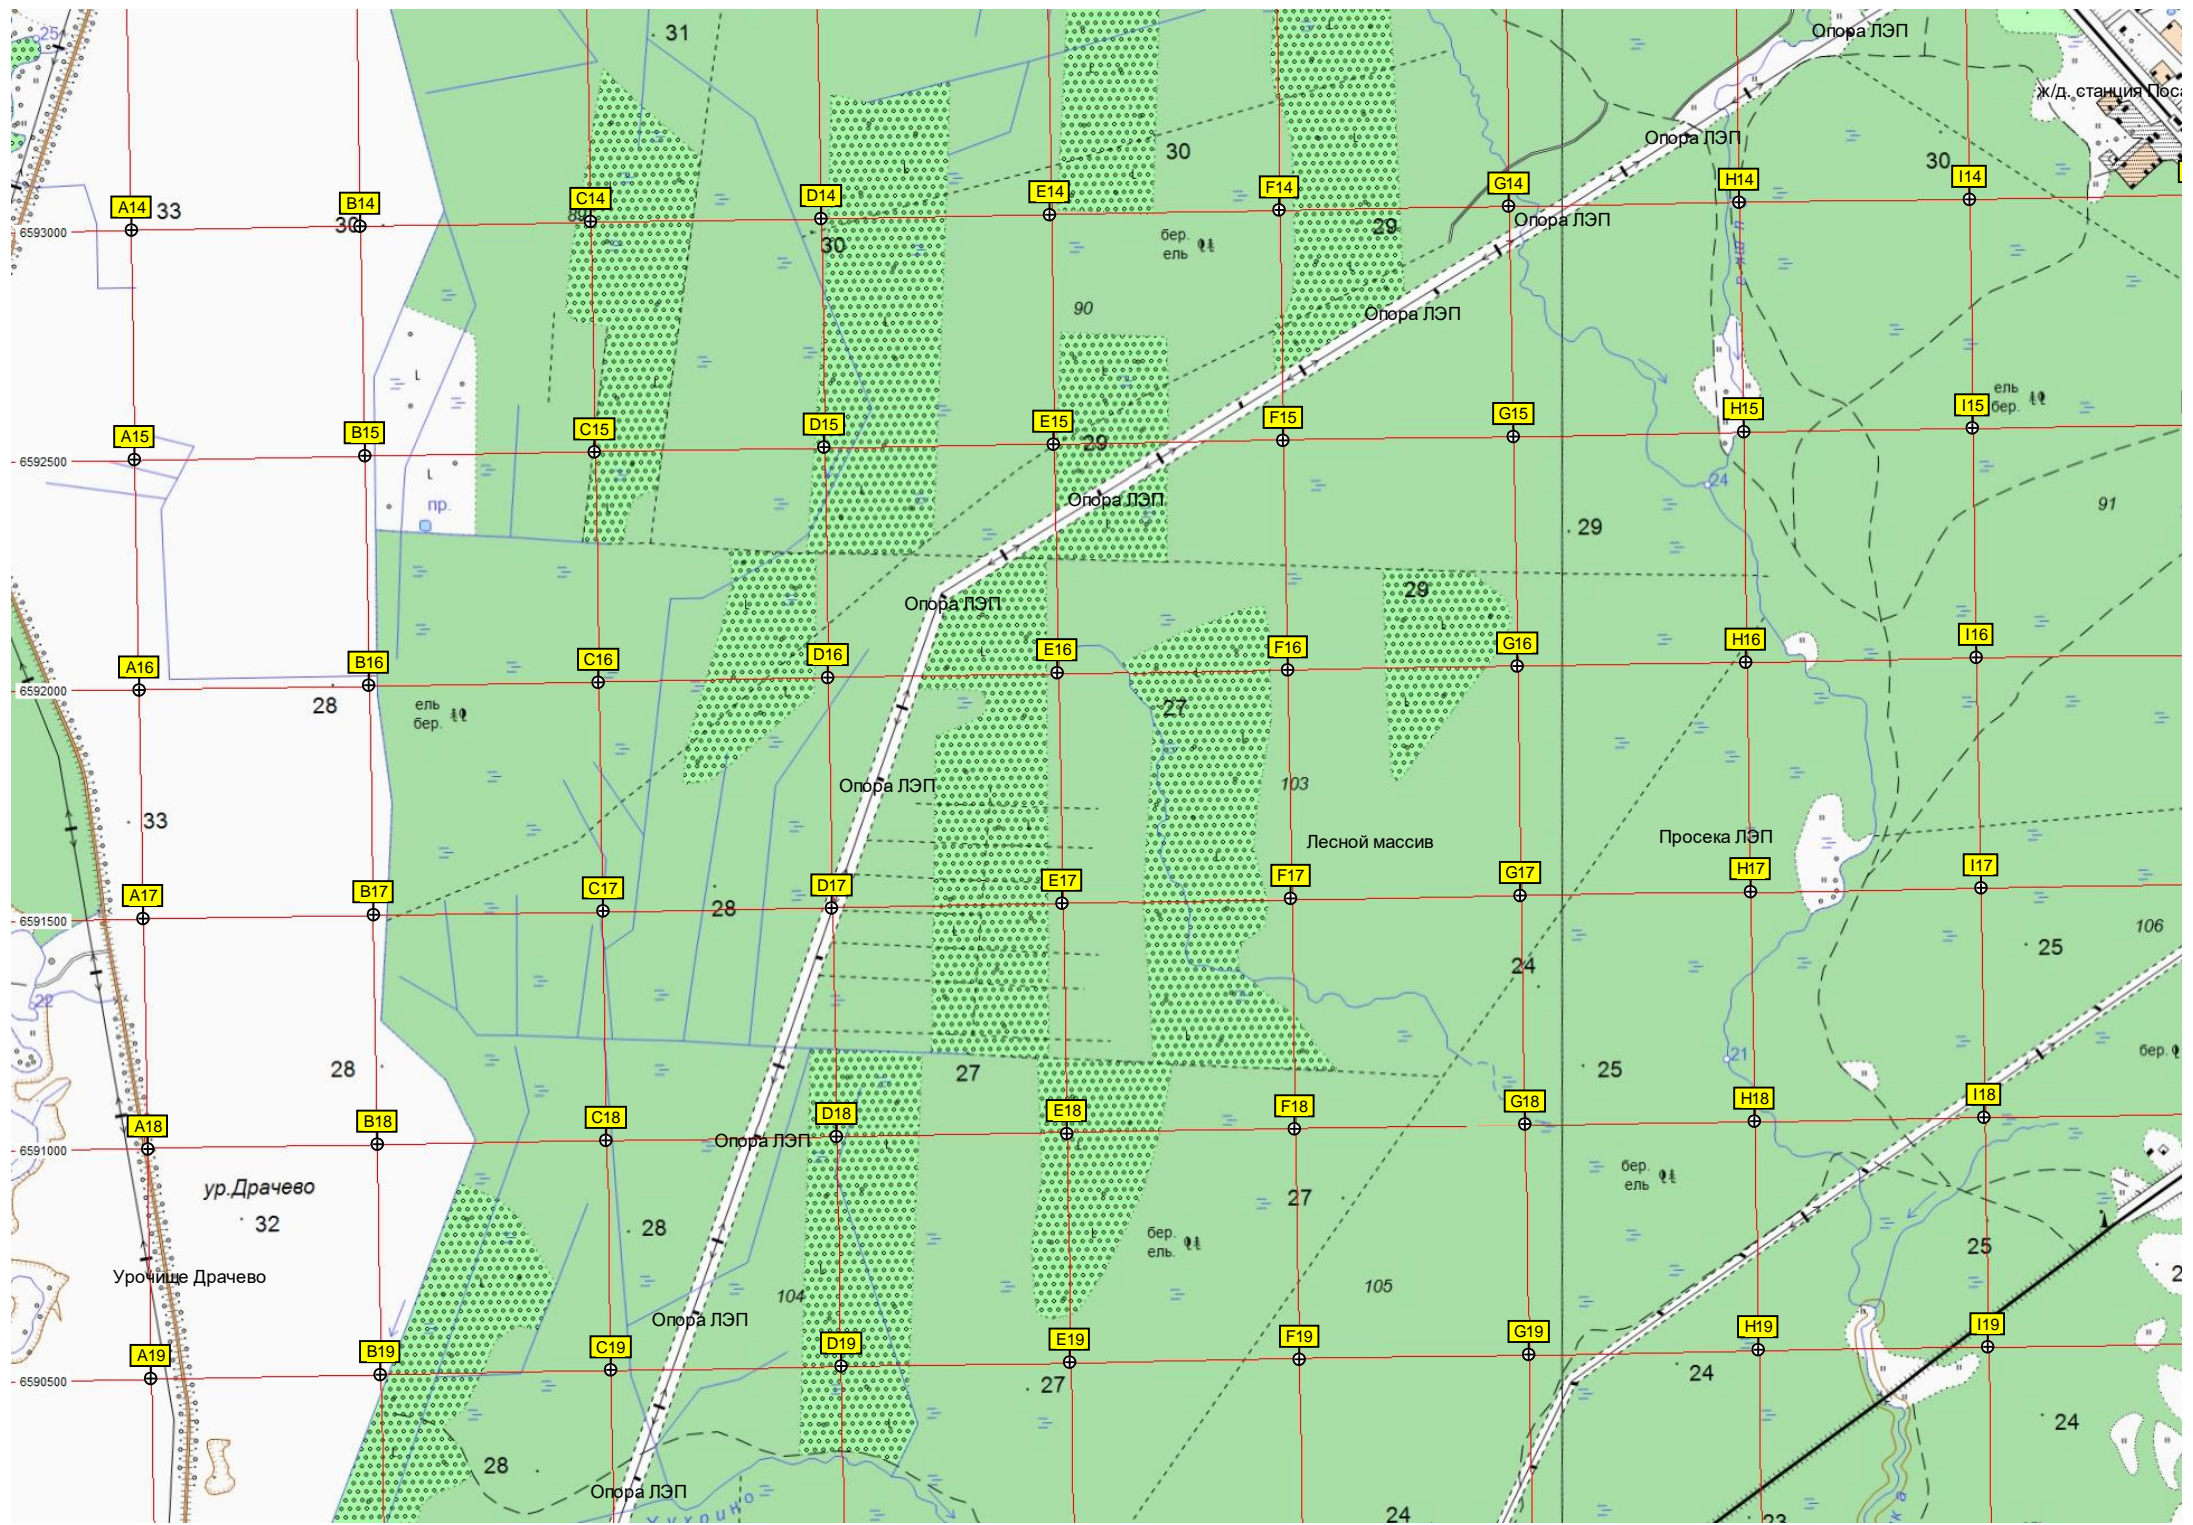 25
31
Опора ЛЭП
ж/д. станция Поса
Опора ЛЭП
30
30
A14
33
B14
30
C14
89
D14
30
E14
F14
29
G14
Опора ЛЭП
H14
I14
6593000
бер.
ель
90
Опора ЛЭП
ель
бер.
A15
B15
C15
D15
E15
29
F15
G15
H15
I15
6592500
пр.
Опора ЛЭП
24
91
29
29
Опора ЛЭП
A16
B16
C16
D16
E16
F16
G16
H16
I16
6592000
28
ель
бер.
27
103
Опора ЛЭП
33
Лесной массив
Просека ЛЭП
A17
B17
C17
28
D17
E17
F17
G17
H17
I17
6591500
106
25
24
22
21
28
27
25
бер.
A18
B18
C18
D18
E18
F18
G18
H18
I18
Опора ЛЭП
6591000
ур.Драчево
32
28
27
бер.
ель
бер.
ель.
25
Урочище Драчево
104
105
Опора ЛЭП
A19
B19
C19
D19
E19
F19
G19
H19
I19
6590500
27
24
24
28
Опора ЛЭП
Хухрино
24
23